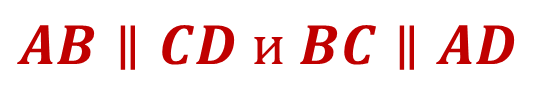 AB ∥ CD и BC ∥ AD